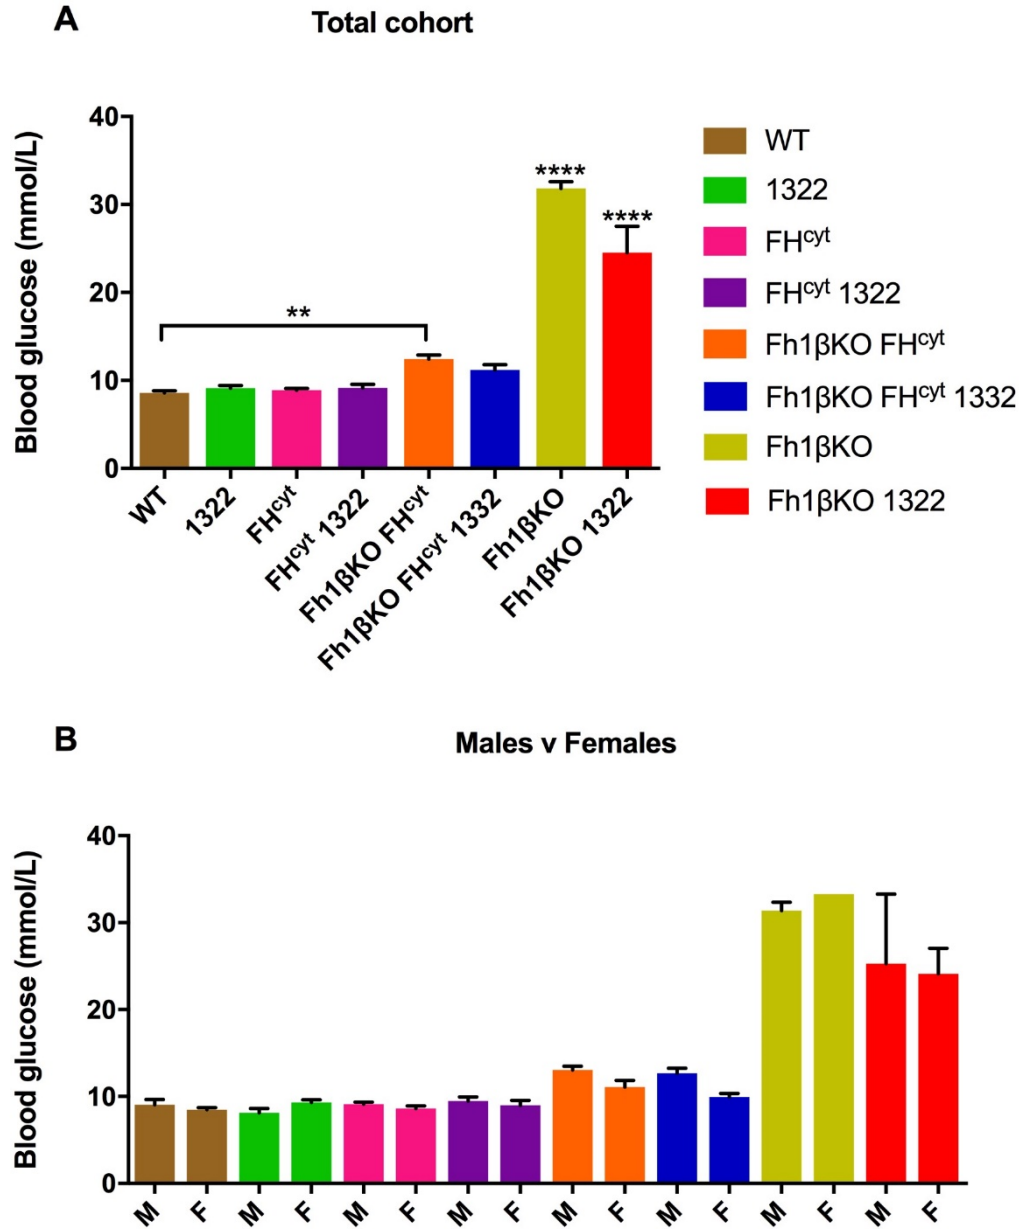 A
Total cohort
Blood glucose (mmol/L)
40
30
20
10
0
**
****
****
WT
1322
FHcyt
FHcyt 1322
Fh1βKO FHcyt
Fh1βKO FHcyt 1332
Fh1βKO
Fh1βKO 1322
WT
1322
FHcyt
FHcyt 1322
Fh1βKO FHcyt
Fh1βKO FHcyt 1332
Fh1βKO
Fh1βKO 1322
B
Males v Females
Blood glucose (mmol/L)
40
30
20
10
0
M F M F M F M F M F M F M F M F